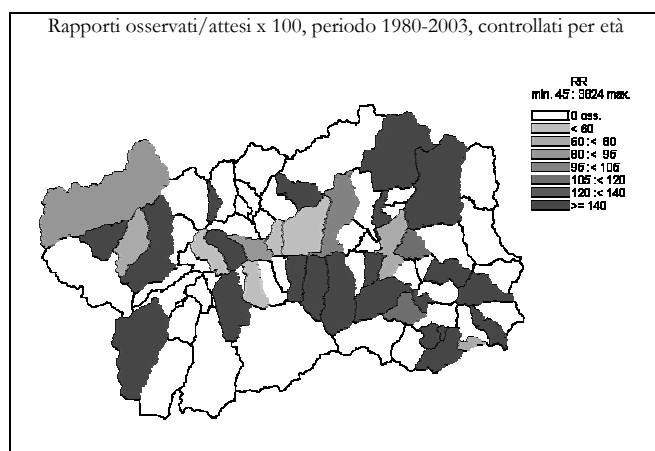 Rapporti osservati/attesi x 100, periodo 1980-2003, controllati per età
RR
min. 45 : 3624 max.
0 oss.
< 60
60 :< 80
80 :< 95
95 :< 105
105 :< 120
120 :< 140
>= 140